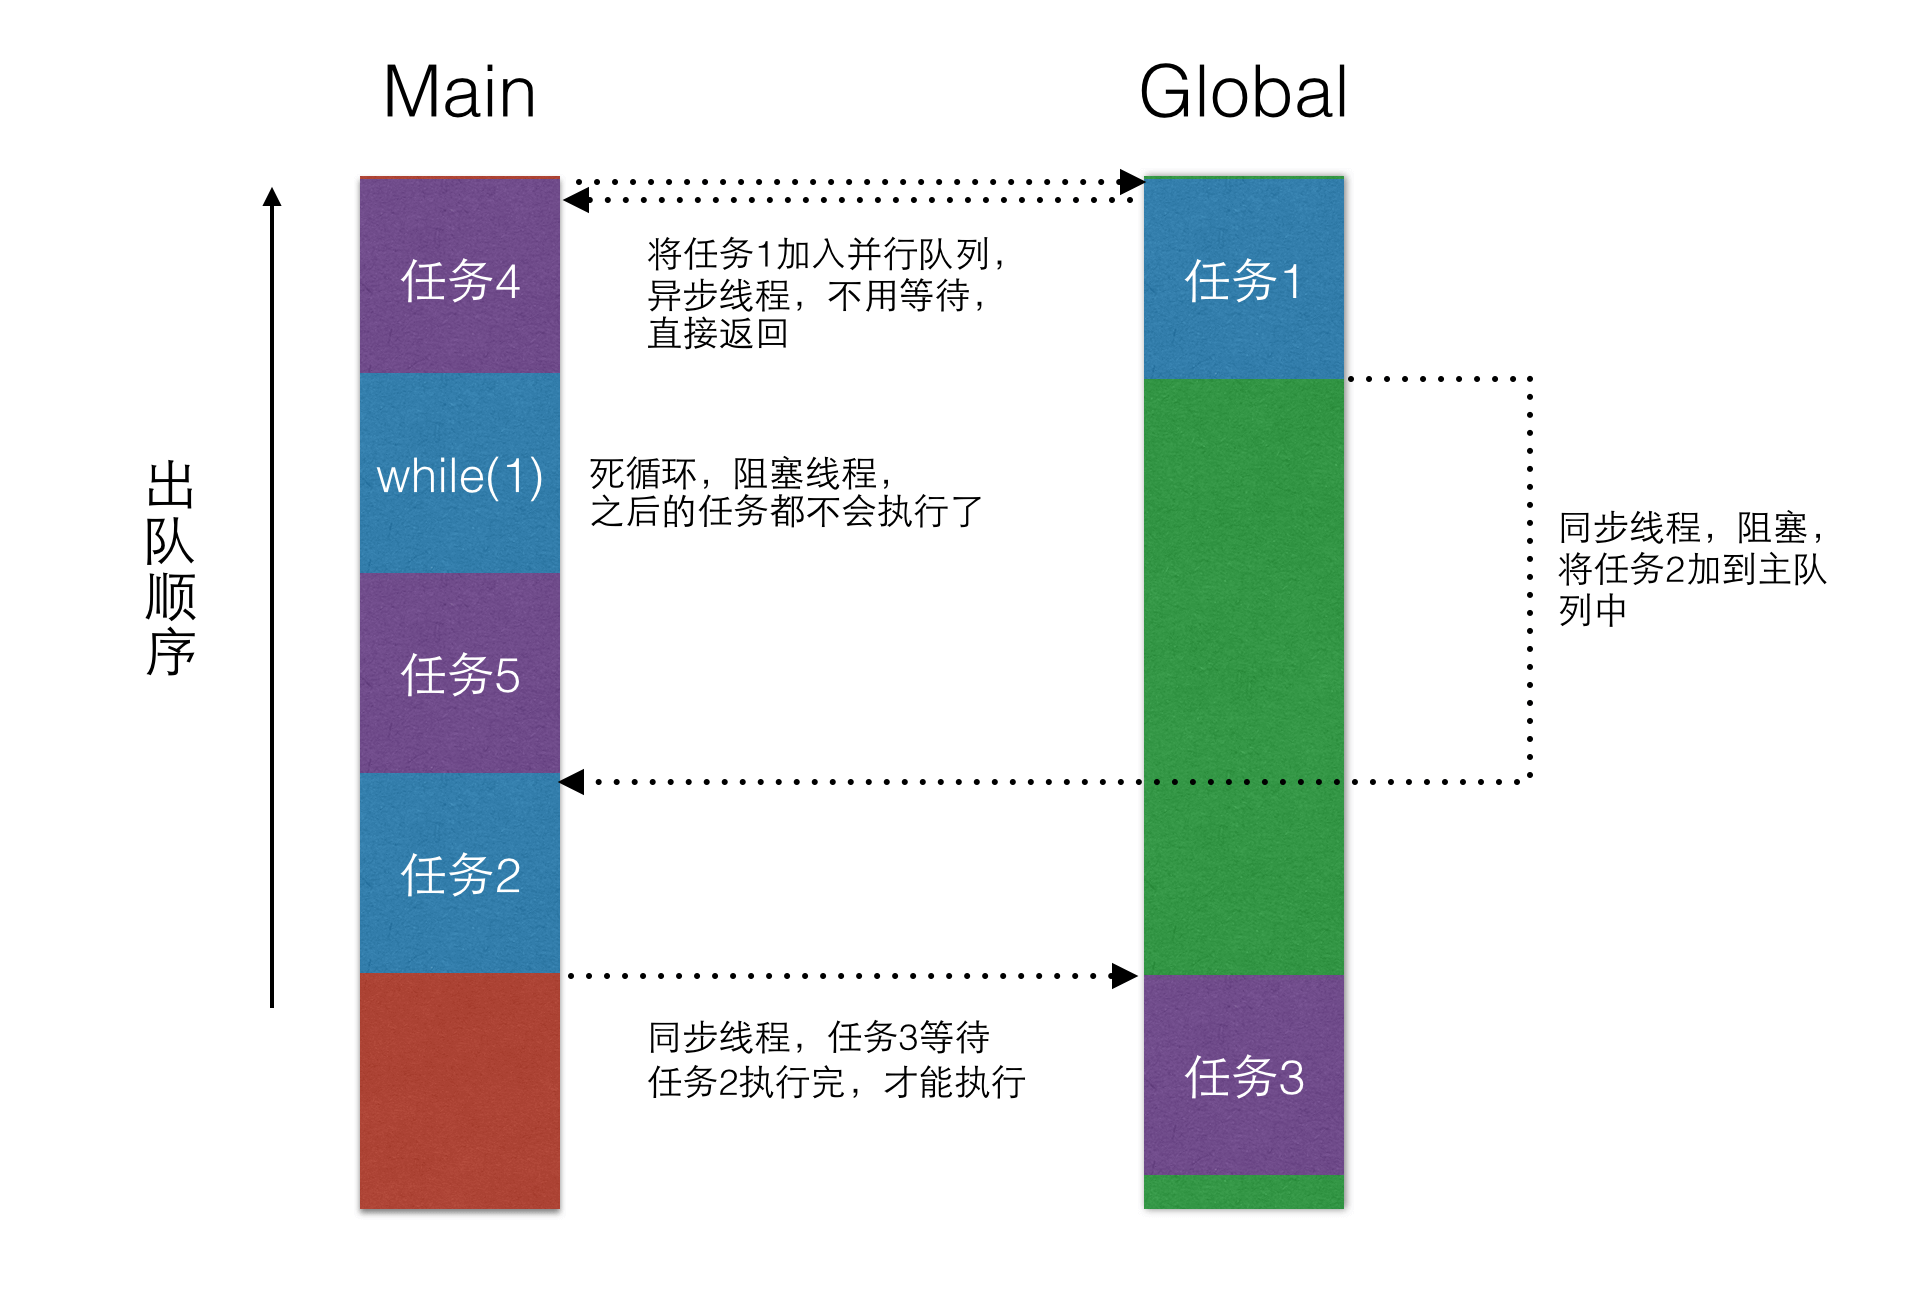 Main
Global
出
队
顺
序
任务4
将任务1加入并行队列，
异步线程，不用等待，
直接返回
任务1
while(1)
死循环，阻塞线程，
之后的任务都不会执行了
同步线程，阻塞，
将任务2加到主队
列中
任务5
任务2
同步线程，任务3等待
任务2执行完，才能执行
任务3